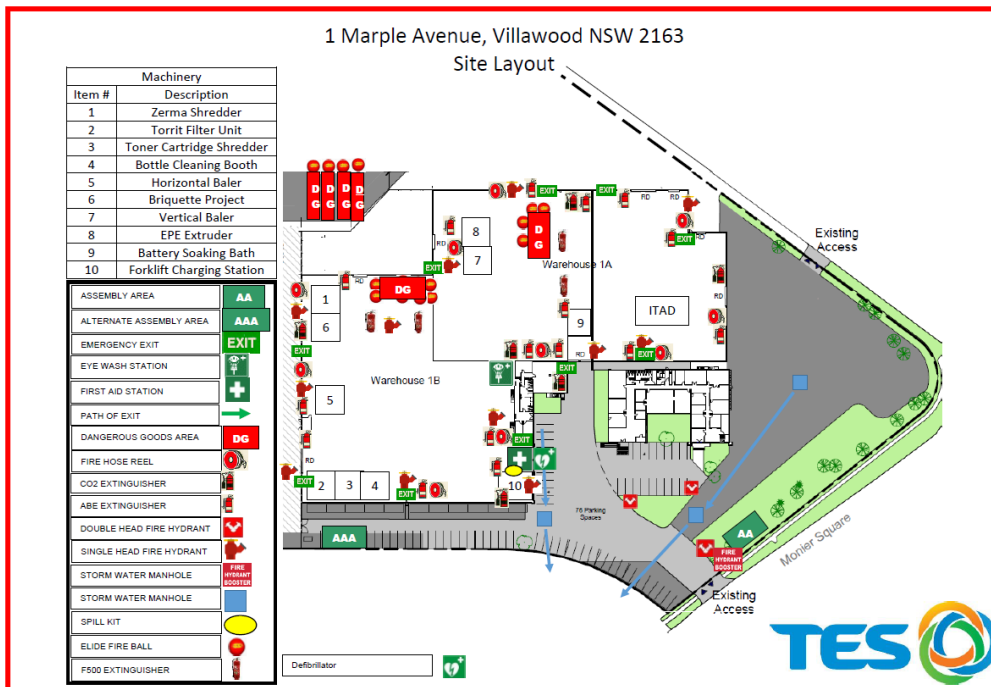 1 Marple Avenue, Villawood NSW 2163
Site Layout
Machinery
Item # Description
1 Zerma Shredder
2 Torrit Filter Unit
3 Toner Cartridge Shredder
4 Bottle Cleaning Booth
5 Horizontal Baler
6 Briquette Project
7 Vertical Baler
8 EPE Extruder
9 Battery Soaking Bath
10 Forklift Charging Station
ASSEMBLY AREA AA
ALTERNATE ASSEMBLY AREA AAA
EMERGENCY EXIT EXIT
EYE WASH STATION
FIRST AID STATION
PATH OF EXIT
DANGEROUS GOODS AREA DG
FIRE HOSE REEL
CO2 EXTINGUISHER
ABE EXTINGUISHER
DOUBLE HEAD FIRE HYDRANT
SINGLE HEAD FIRE HYDRANT
STORM WATER MANHOLE FIRE HYDRANT BOOSTER
STORM WATER MANHOLE
SPILL KIT
ELIDE FIRE BALL
F500 EXTINGUISHER
D D D D
G G G G
EXIT
EXIT
RD RD
8
RD
7
D
G
Warehouse 1A
EXIT
RD
EXIT
RD
DG
1
6
9
ITAD
RD
EXIT
RD
EXIT
EXIT
Warehouse 1B
5
EXIT
RD
EXIT
2 3 4
EXIT
10
AAA
76 Parking
Spaces
AA
FIRE
HYDRANT
BOOSTER
Existing
Access
Monier Square
Existing
Access
Defibrillator
TES